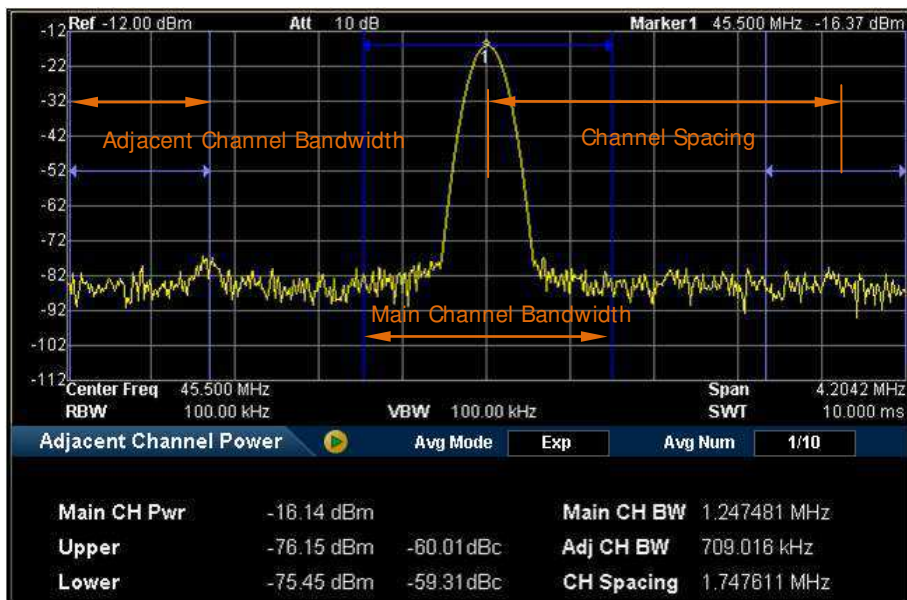 Ref -12.00 dBm Att 10 dB Marker1 45.500 MHz -16.37 dBm
-12
-22
-32
-42
Adjacent Channel Bandwidth Channel Spacing
1
-52
-62
-72
-82
-92
Main Channel Bandwidth
-102
-112
Center Freq 45.500 MHz Span 4.2042 MHz
RBW 100.00 kHz VBW 100.00 kHz SWT 10.000 ms
Adjacent Channel Power Avg Mode Exp Avg Num 1/10
Main CH Pwr -16.14 dBm Main CH BW 1.247481 MHz
Upper -76.15 dBm -60.01dBc Adj CH BW 709.016 kHz
Lower -75.45 dBm -59.31dBc CH Spacing 1.747611 MHz